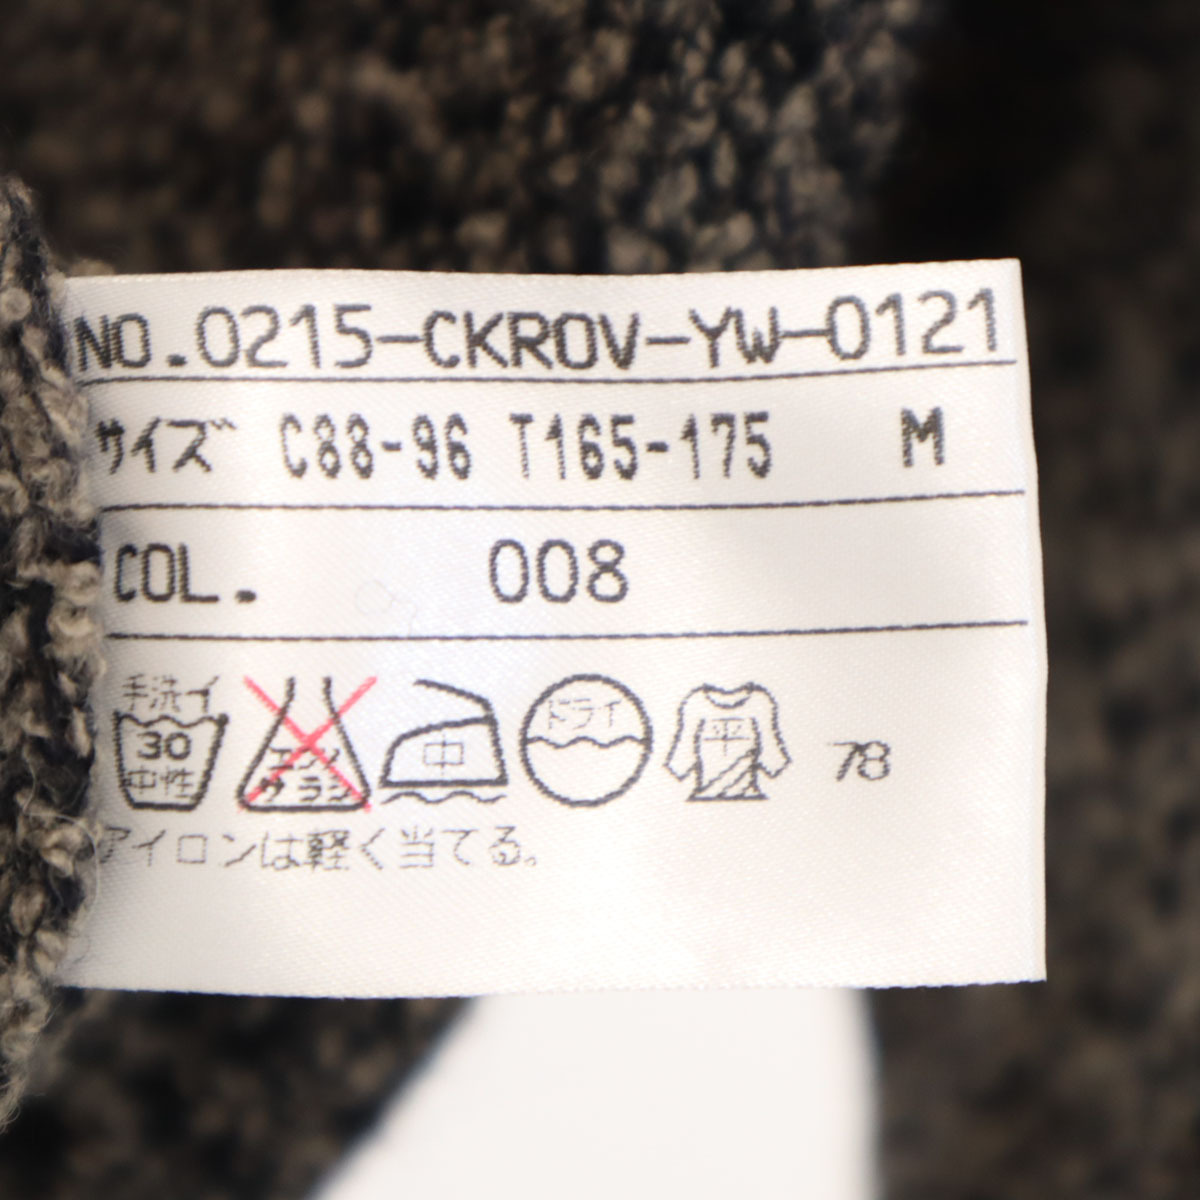 NO.0215-CKROV-YW-0121
サイズ C88-96 T165-175 M
COL. 008
手洗イ
30
中性
エンソ
サラシ
中
ドライ
平
78
アイロンは軽く当てる。